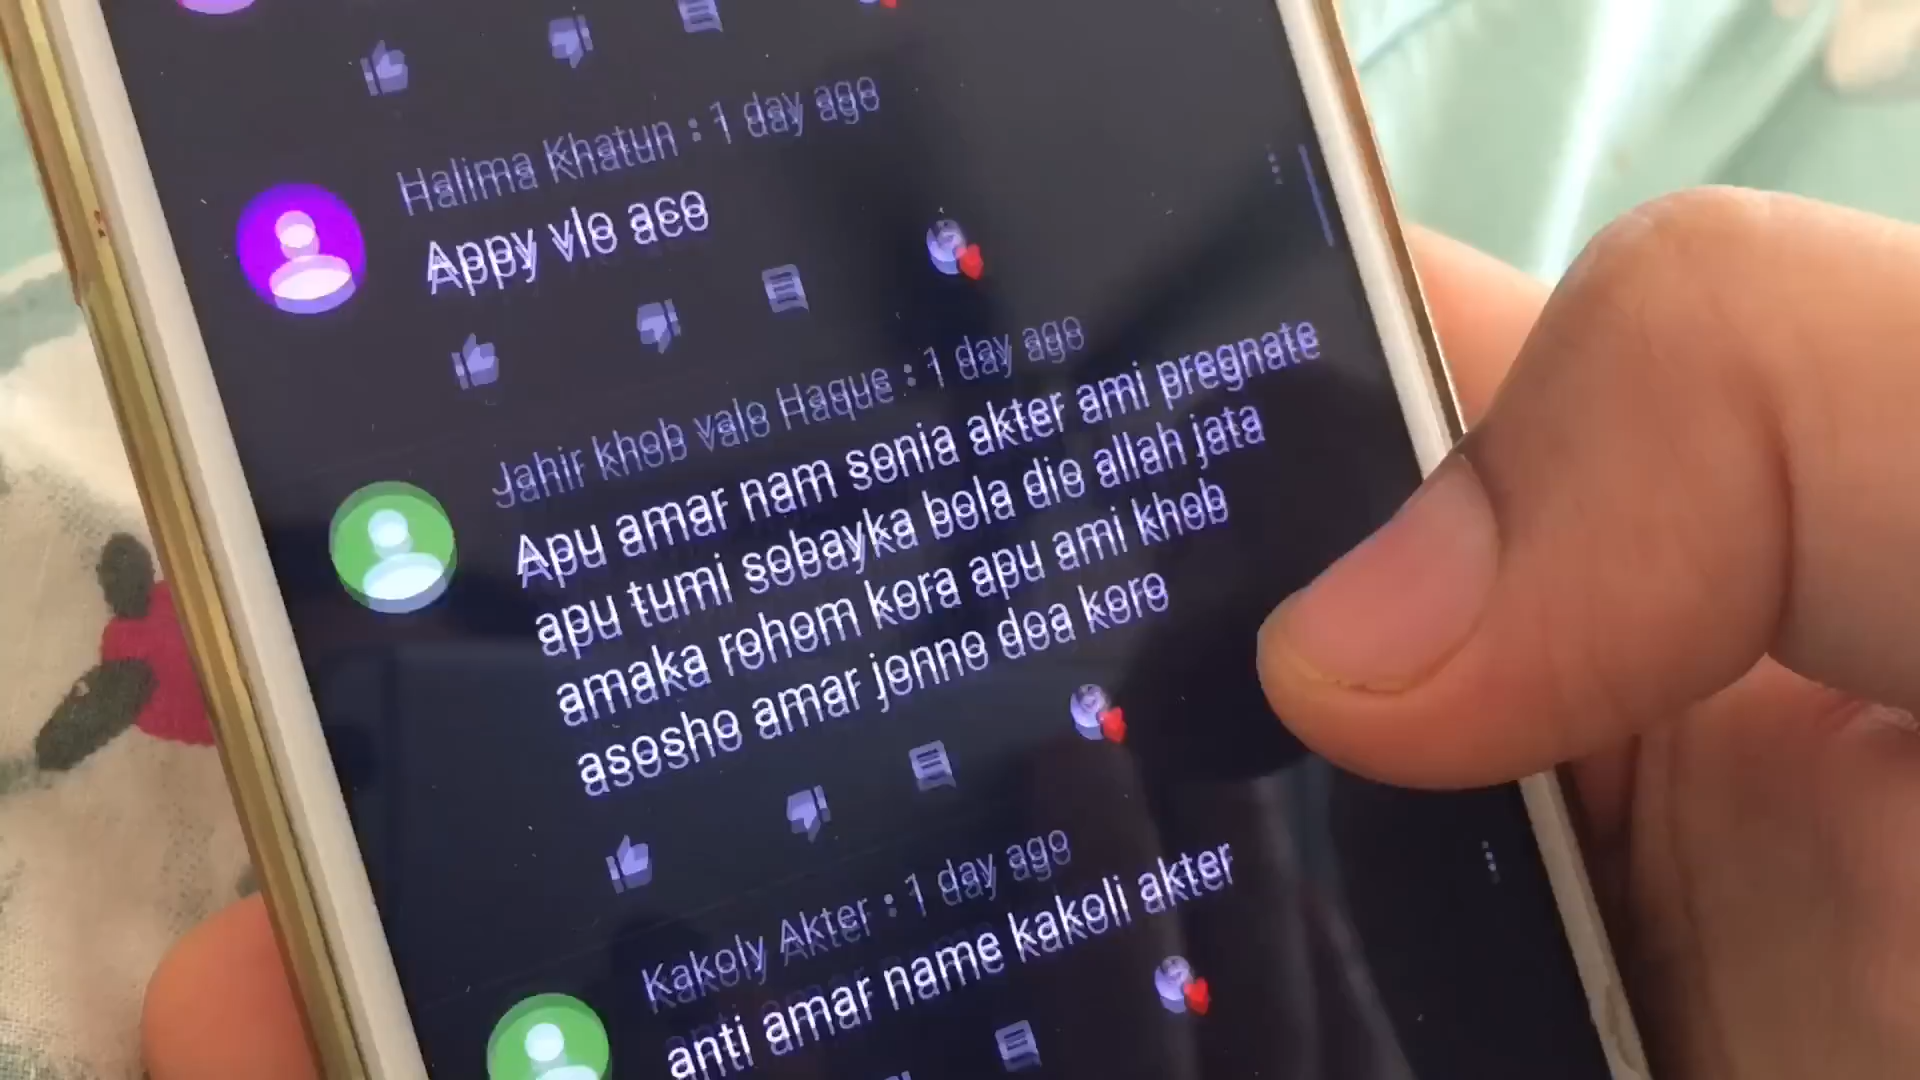 Halima Khatun • 1 day ago
Appy vlo aco
Jahir khob valo Haque • 1 day ago
Apu amar nam sonia akter ami pregnate
apu tumi sobayka bola dio allah jata
amaka rohom kora apu ami khob
asosho amar jonno doa koro
Kakoly Akter • 1 day ago
anti amar name kakoli akter